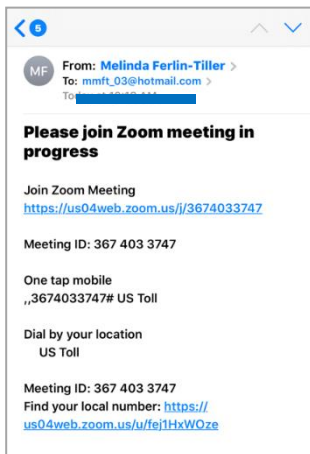 5
MF
From: Melinda Ferlin-Tiller >
To: mmft_03@hotmail.com >
Please join Zoom meeting in
progress
Join Zoom Meeting
https://us04web.zoom.us/j/3674033747
Meeting ID: 367 403 3747
One tap mobile
,,3674033747# US Toll
Dial by your location
US Toll
Meeting ID: 367 403 3747
Find your local number: https://
us04web.zoom.us/u/fej1HxWOze